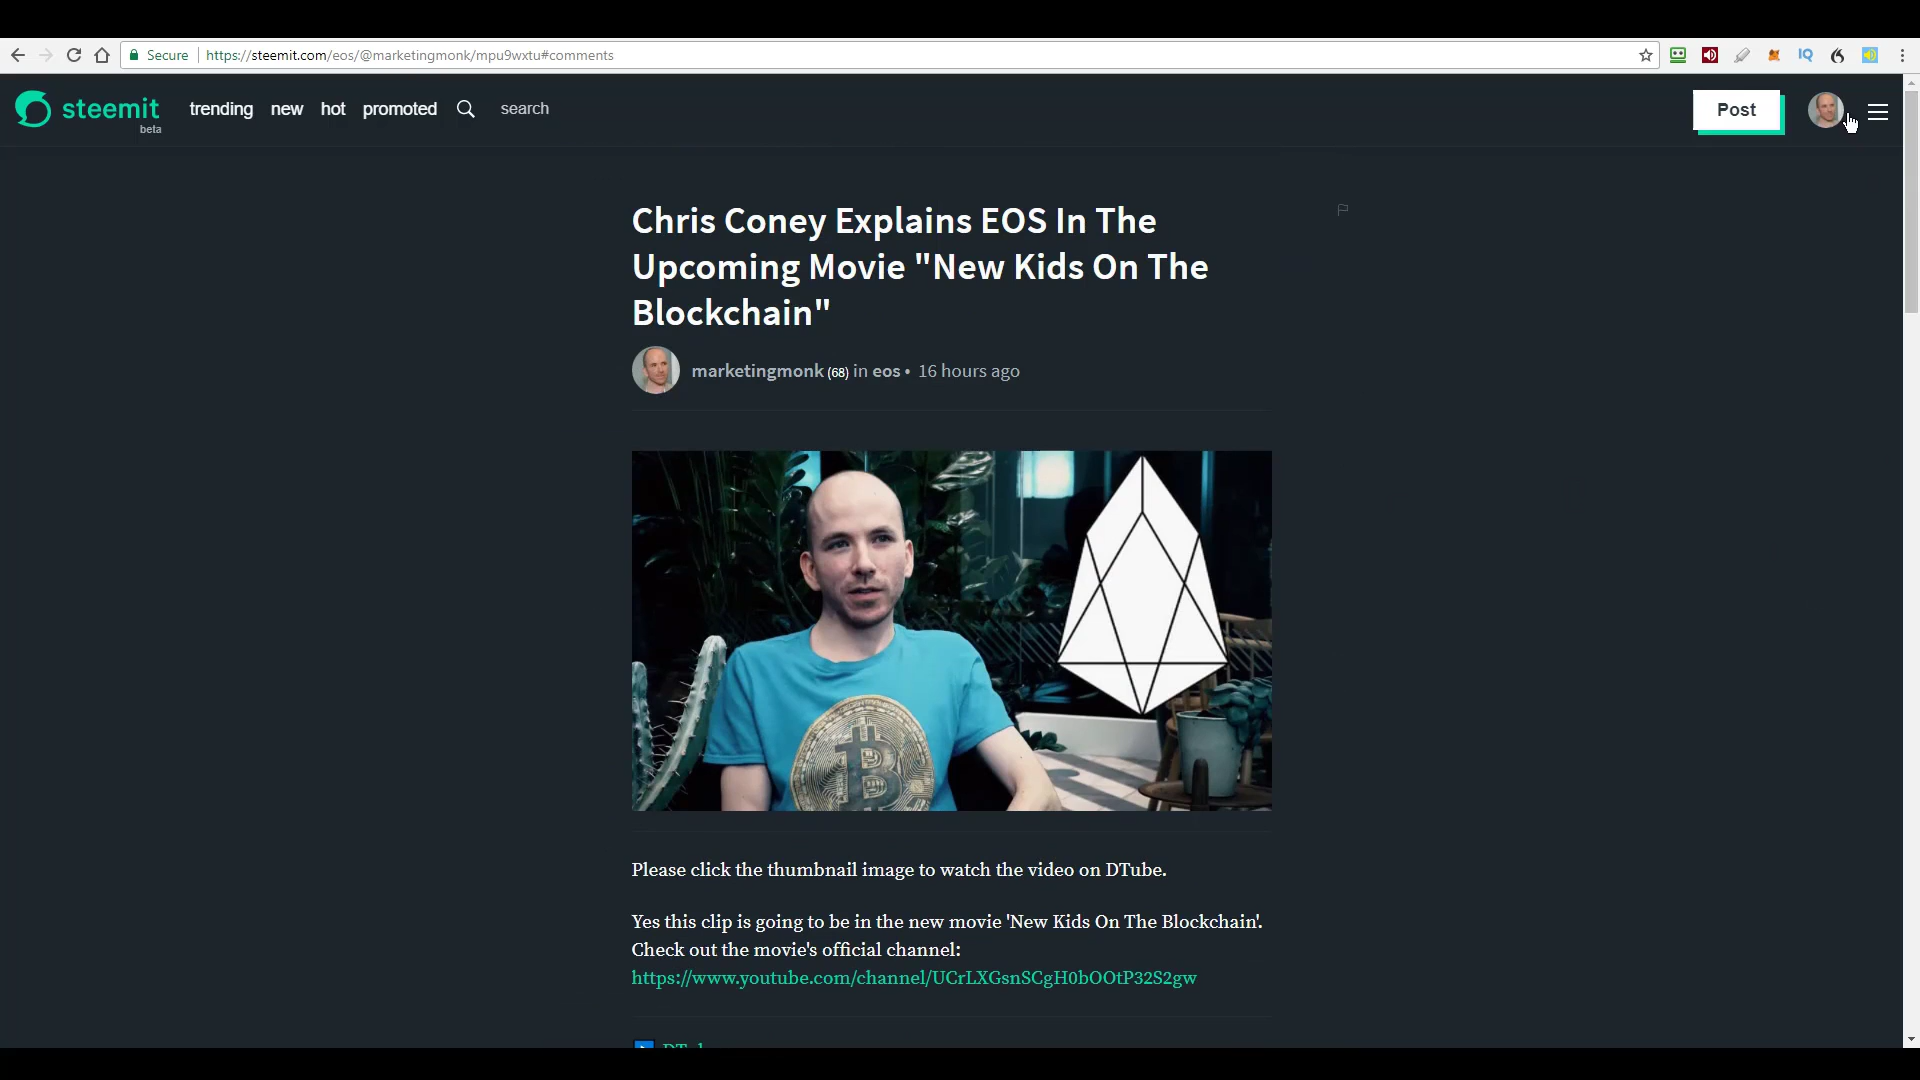 Secure https://steemit.com/eos/@marketingmonk/mpu9wxtu#comments
IQ
steemit
beta
trending new hot promoted search
Post
Chris Coney Explains EOS In The
Upcoming Movie "New Kids On The
Blockchain"
marketingmonk (68) in eos • 16 hours ago
Please click the thumbnail image to watch the video on DTube.
Yes this clip is going to be in the new movie 'New Kids On The Blockchain'.
Check out the movie's official channel:
https://www.youtube.com/channel/UCrLXGsnSCgH0bOOtP32S2gw